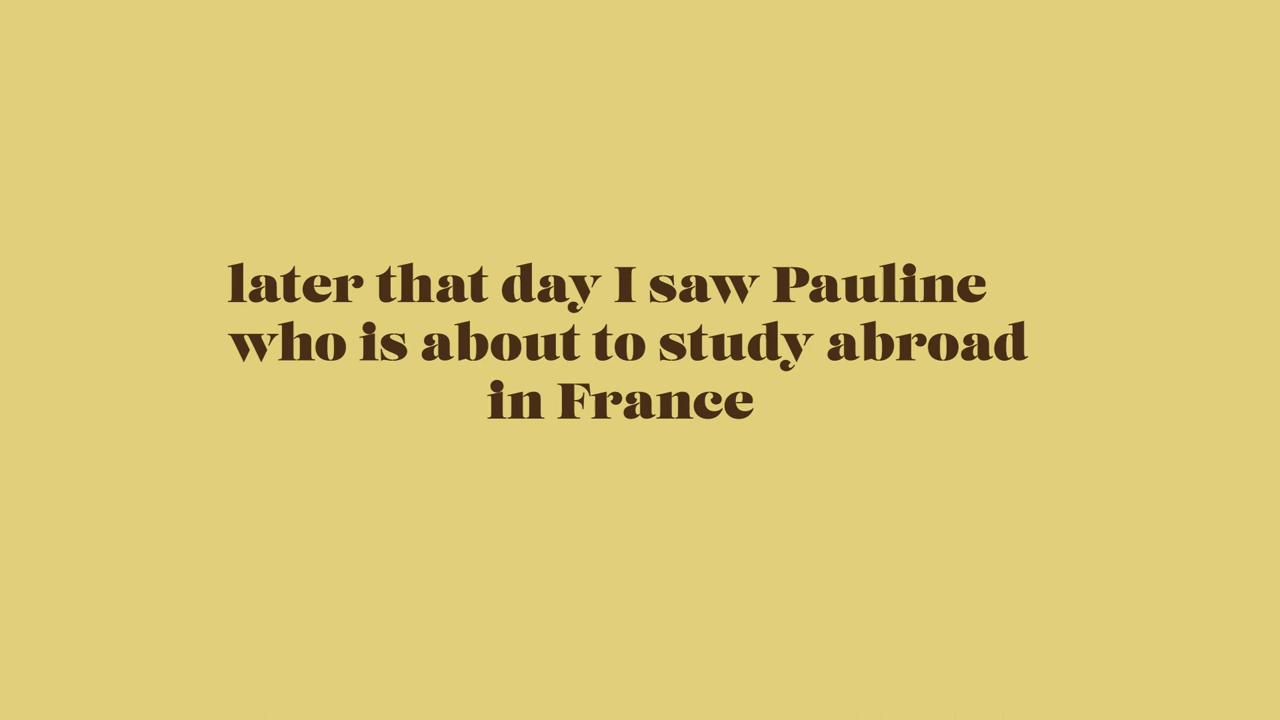 later that day I saw Pauline
who is about to study abroad
in France